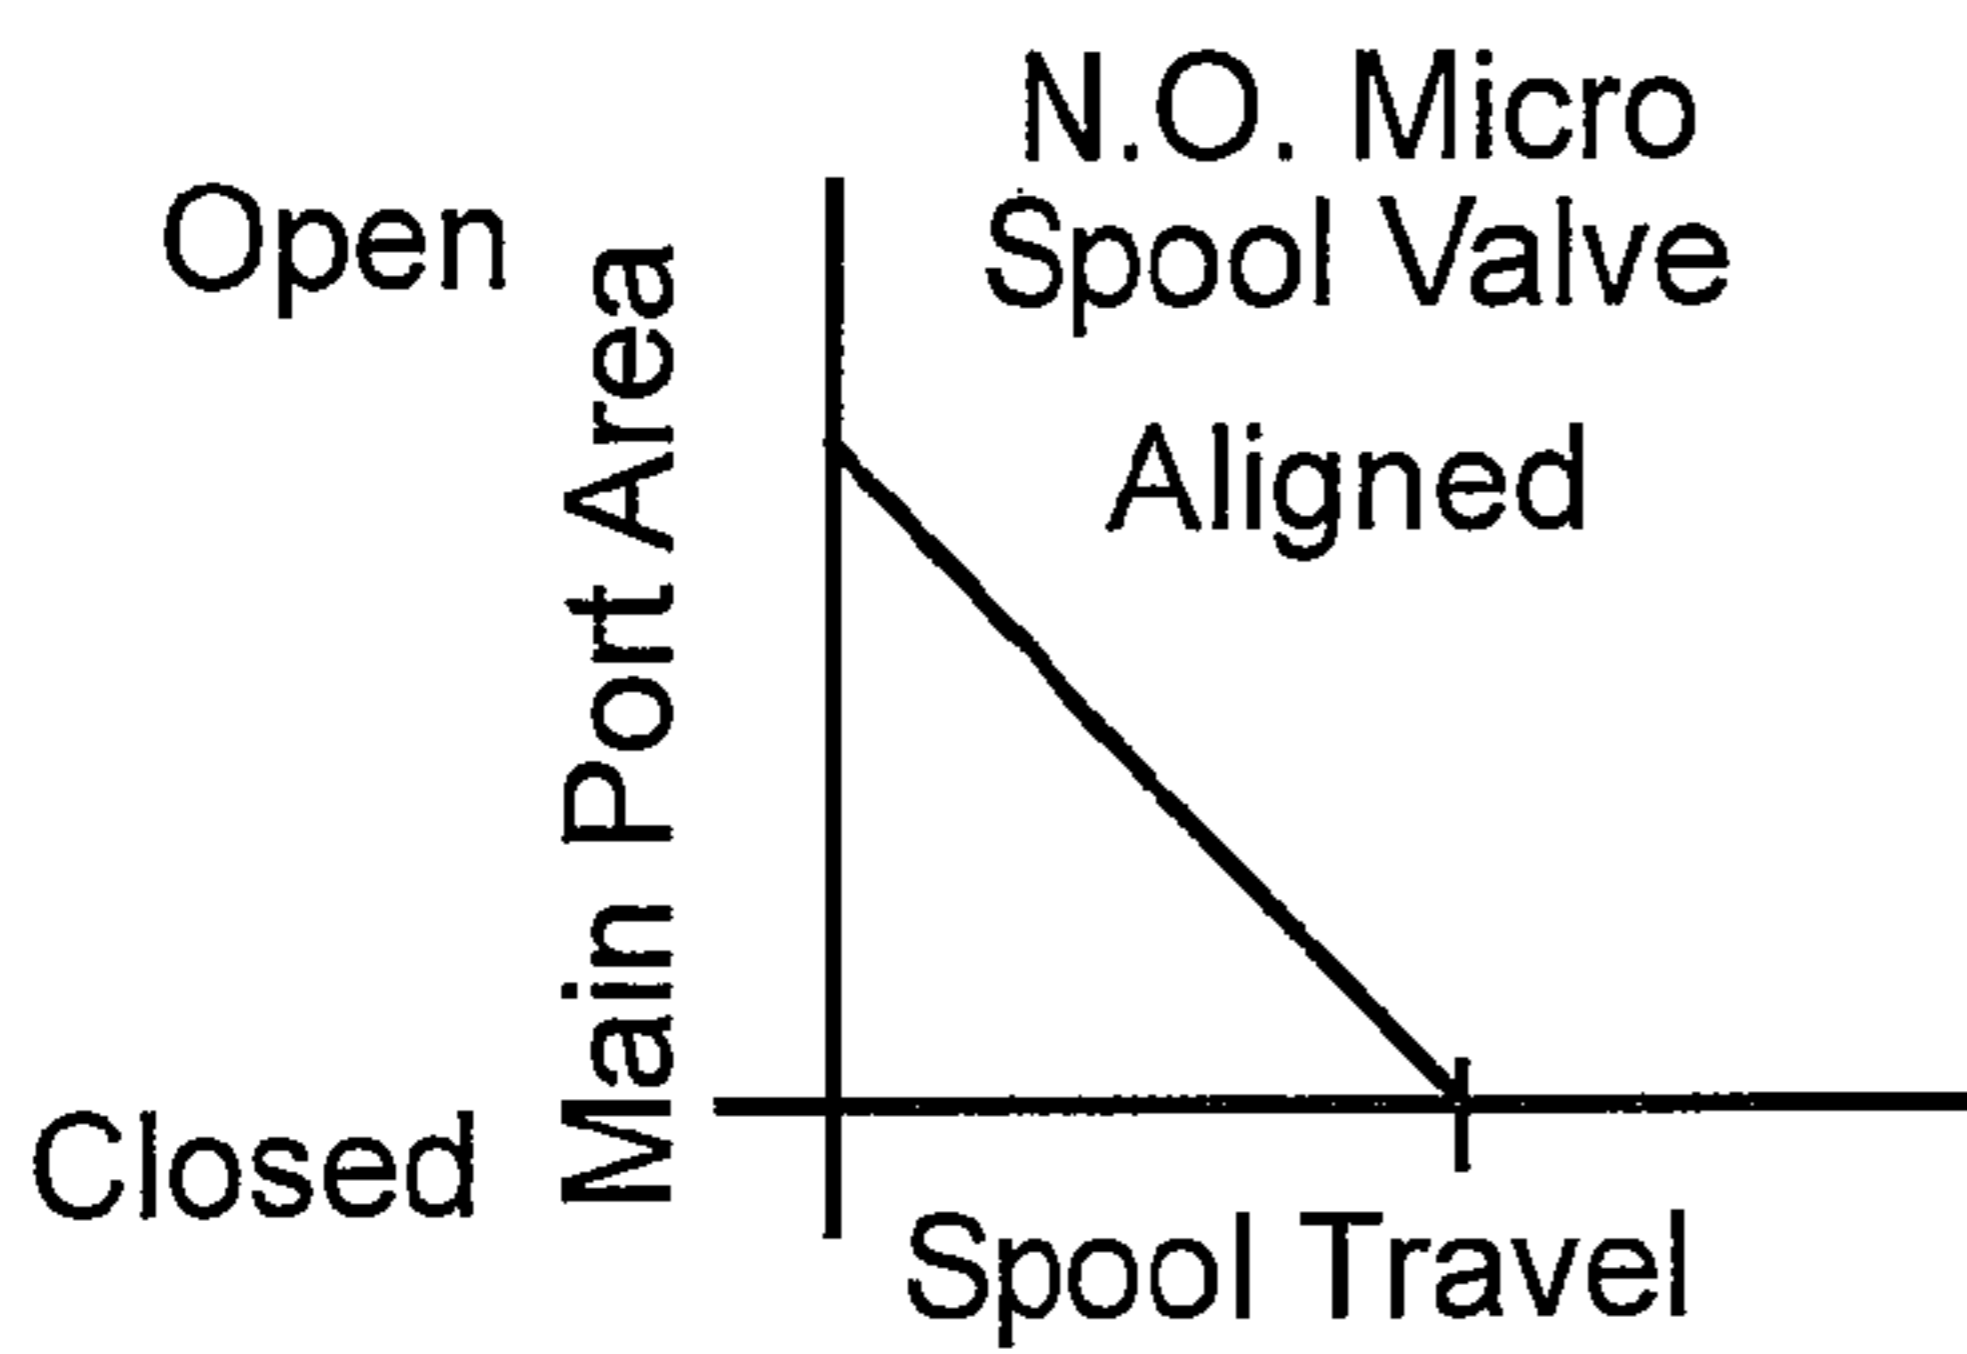 N.O. Micro
Spool Valve
Aligned
Open
Main Port Area
Closed
Spool Travel